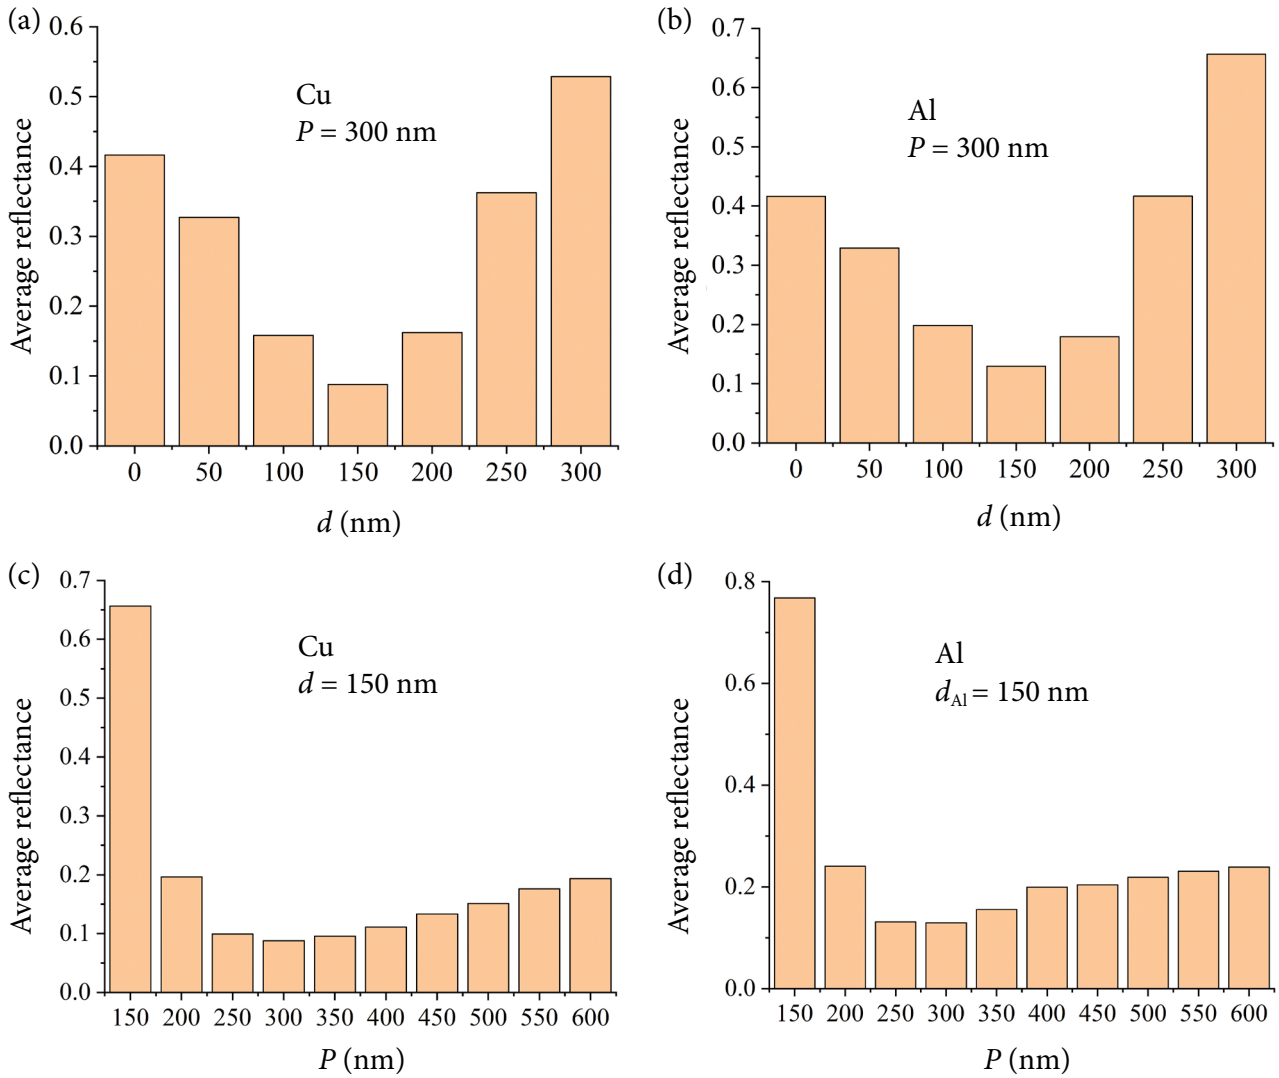 (a)
Average reflectance
0.6
0.5
0.4
0.3
0.2
0.1
0.0
Cu
P = 300 nm
0 50 100 150 200 250 300
d (nm)
(b)
Average reflectance
0.7
0.6
0.5
0.4
0.3
0.2
0.1
0.0
Al
P = 300 nm
0 50 100 150 200 250 300
d (nm)
(c)
Average reflectance
0.7
0.6
0.5
0.4
0.3
0.2
0.1
0.0
Cu
d = 150 nm
150 200 250 300 350 400 450 500 550 600
P (nm)
(d)
Average reflectance
0.8
0.6
0.4
0.2
0.0
Al
dAl = 150 nm
150 200 250 300 350 400 450 500 550 600
P (nm)